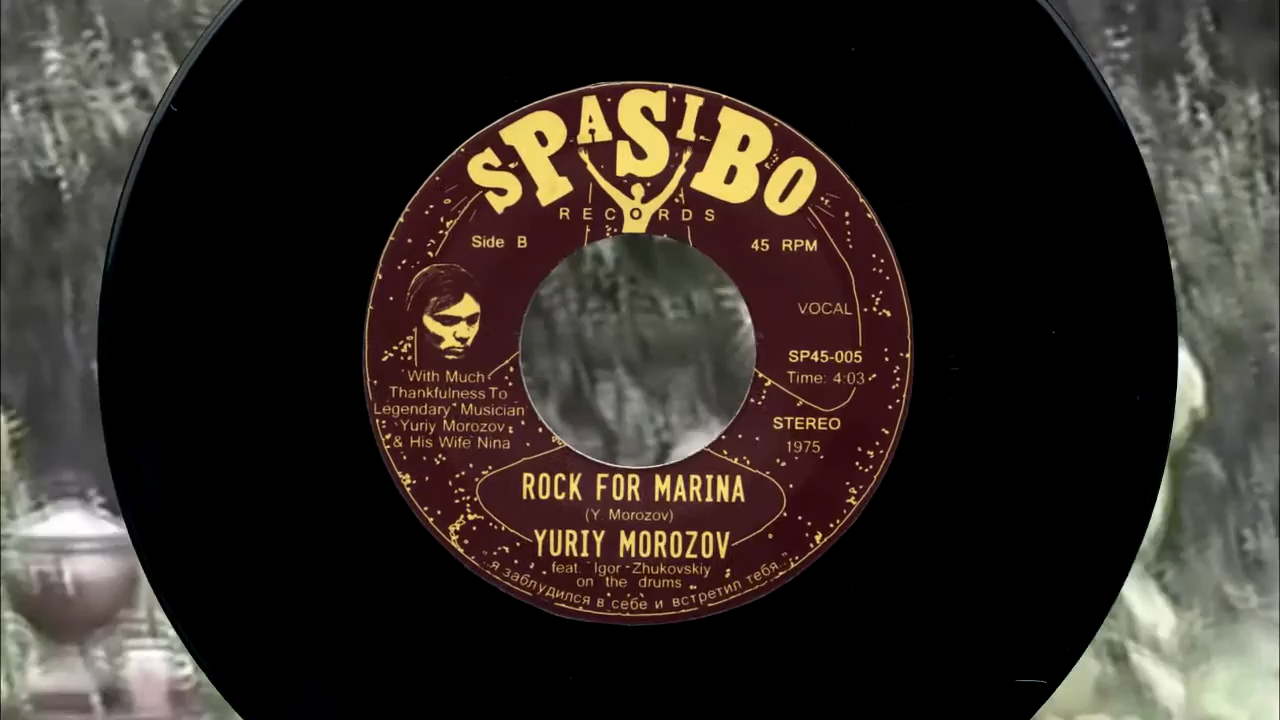 SPASIBO
RECORDS
Side B
45 RPM
VOCAL
SP45-005
Time: 4:03
STEREO
1975
With Much
Thankfulness To
Legendary Musician
Yuriy Morozov
& His Wife Nina
ROCK FOR MARINA
(Y. Morozov)
YURIY MOROZOV
feat. Igor Zhukovskiy
on the drums
"я заблудился в себе и встретил тебя..."